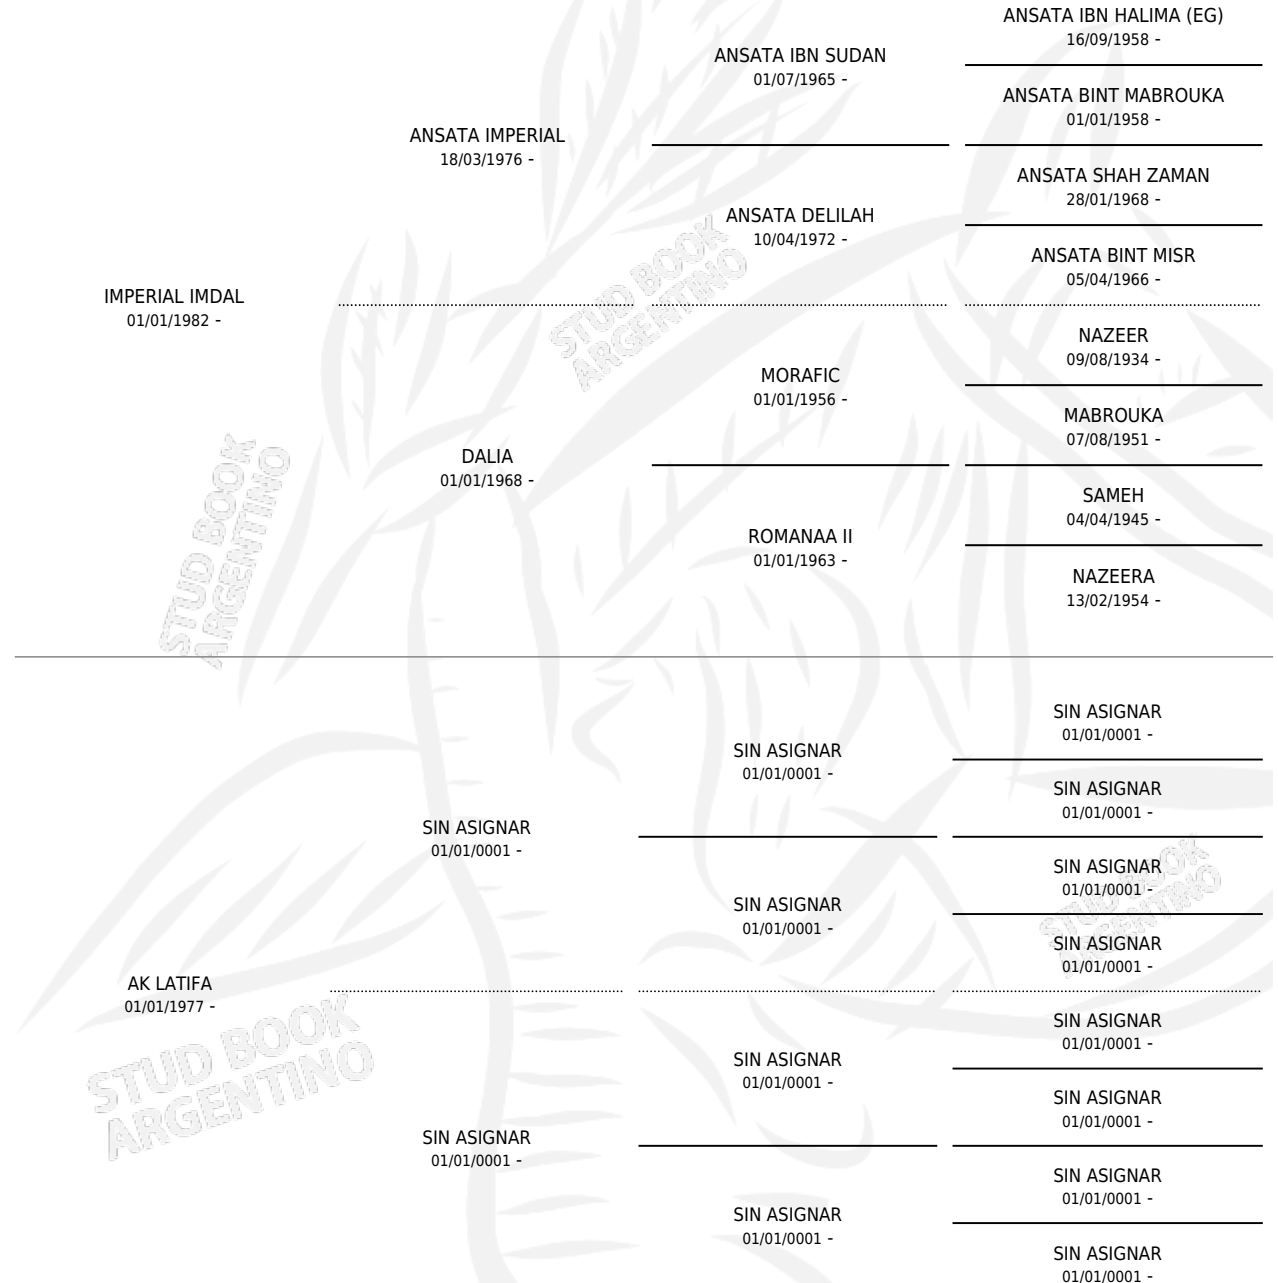 ANSATA IBN HALIMA (EG)
16/09/1958 -
ANSATA IBN SUDAN
01/07/1965 -
ANSATA BINT MABROUKA
01/01/1958 -
ANSATA IMPERIAL
18/03/1976 -
ANSATA SHAH ZAMAN
28/01/1968 -
ANSATA DELILAH
10/04/1972 -
ANSATA BINT MISR
05/04/1966 -
IMPERIAL IMDAL
01/01/1982 -
NAZEER
09/08/1934 -
MORAFIC
01/01/1956 -
MABROUKA
07/08/1951 -
DALIA
01/01/1968 -
SAMEH
04/04/1945 -
ROMANAA II
01/01/1963 -
NAZEERA
13/02/1954 -
STUD BOOK
ARGENTINO
STUD BOOK
ARGENTINO
SIN ASIGNAR
01/01/0001 -
SIN ASIGNAR
01/01/0001 -
SIN ASIGNAR
01/01/0001 -
SIN ASIGNAR
01/01/0001 -
SIN ASIGNAR
01/01/0001 -
SIN ASIGNAR
01/01/0001 -
SIN ASIGNAR
01/01/0001 -
AK LATIFA
01/01/1977 -
SIN ASIGNAR
01/01/0001 -
SIN ASIGNAR
01/01/0001 -
SIN ASIGNAR
01/01/0001 -
SIN ASIGNAR
01/01/0001 -
SIN ASIGNAR
01/01/0001 -
SIN ASIGNAR
01/01/0001 -
SIN ASIGNAR
01/01/0001 -
STUD BOOK
ARGENTINO
STUD BOOK
ARGENTINO